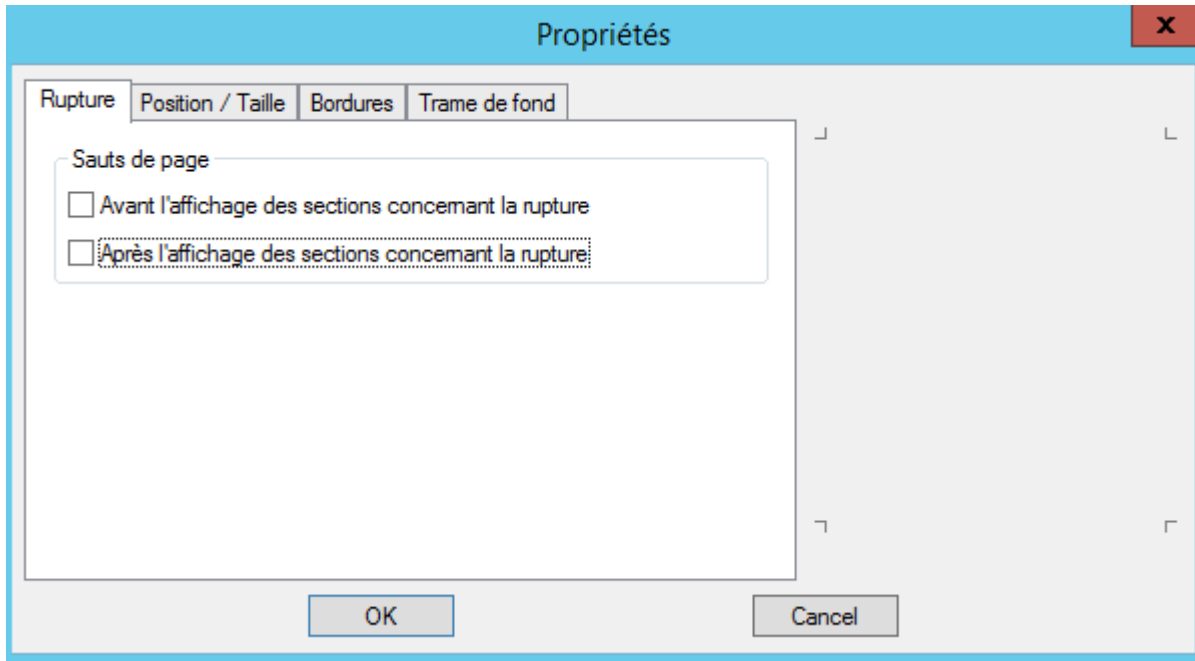 Propriétés
x
Rupture Position / Taille Bordures Trame de fond
Sauts de page
Avant l'affichage des sections concernant la rupture
Après l'affichage des sections concernant la rupture
OK Cancel